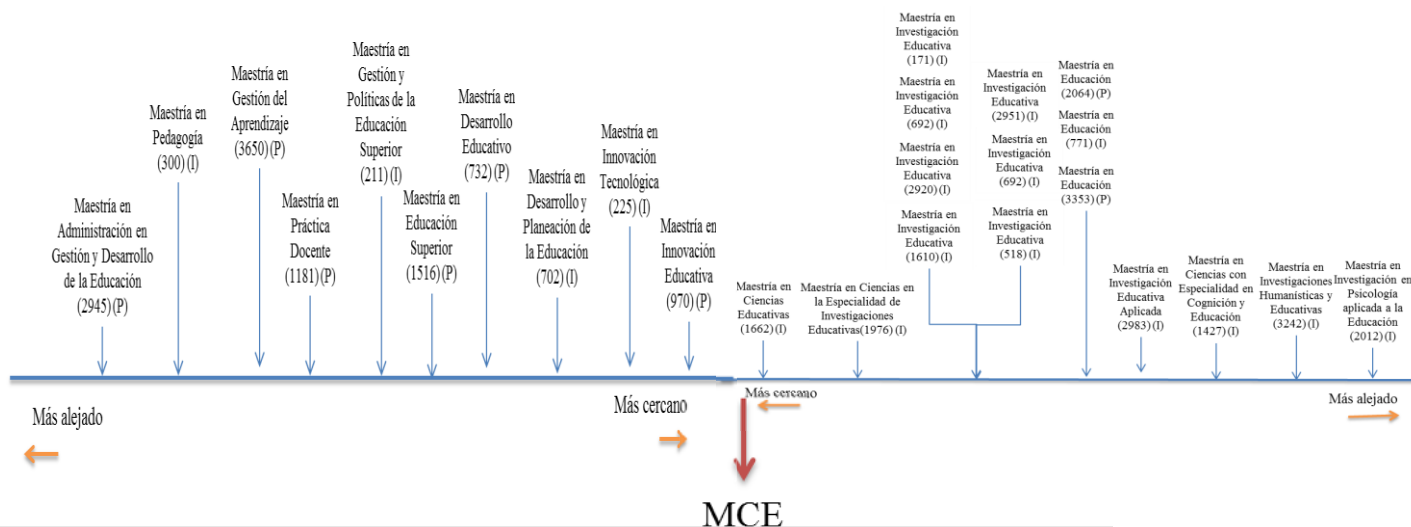 Maestría en
Administración en
Gestión y Desarrollo
de la Educación
(2945) (P)
Maestría en
Pedagogía
(300) (I)
Maestría en
Gestión del
Aprendizaje
(3650) (P)
Maestría en
Práctica
Docente
(1181) (P)
Maestría en
Gestión y
Políticas de la
Educación
Superior
(211) (I)
Maestría en
Educación
Superior
(1516) (P)
Maestría en
Desarrollo
Educativo
(732) (P)
Maestría en
Desarrollo y
Planeación de
la Educación
(702) (I)
Maestría en
Innovación
Tecnológica
(225) (I)
Maestría en
Innovación
Educativa
(970) (P)
Maestría en
Ciencias
Educativas
(1662) (I)
Maestría en Ciencias en
la Especialidad de
Investigaciones
Educativas(1976) (I)
Maestría en
Investigación
Educativa
(171) (I)
Maestría en
Investigación
Educativa
(692) (I)
Maestría en
Investigación
Educativa
(2920) (I)
Maestría en
Investigación
Educativa
(1610) (I)
Maestría en
Investigación
Educativa
(2951) (I)
Maestría en
Investigación
Educativa
(692) (I)
Maestría en
Investigación
Educativa
(518) (I)
Maestría en
Educación
(2064) (P)
Maestría en
Educación
(771) (I)
Maestría en
Educación
(3353) (P)
Maestría en
Investigación
Educativa
Aplicada
(2983) (I)
Maestría en
Ciencias con
Especialidad en
Cognición y
Educación
(1427) (I)
Maestría en
Investigaciones
Humanísticas y
Educativas
(3242) (I)
Maestría en
Investigación en
Psicología
aplicada a la
Educación
(2012) (I)
Más alejado
Más cercano
Más cercano
Más alejado
MCE